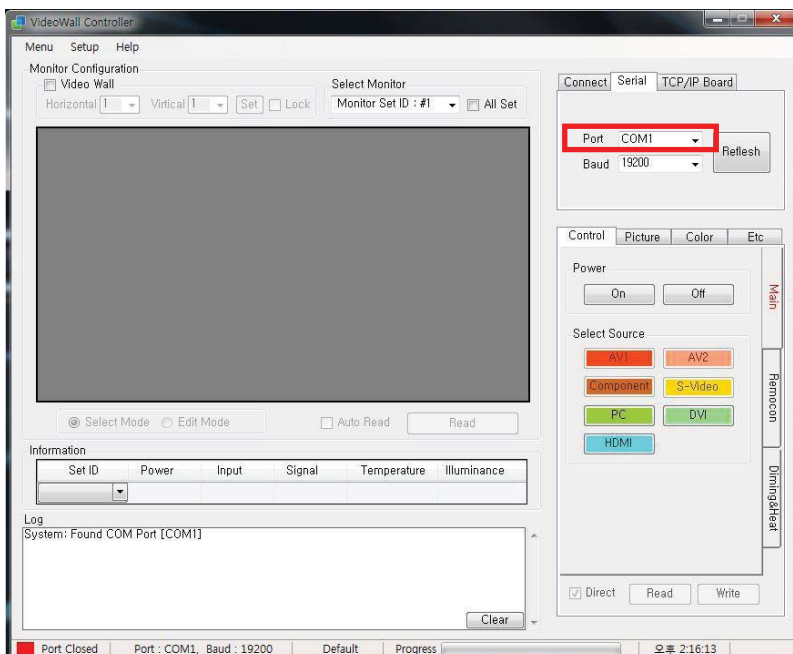 VideoWall Controller
Menu Setup Help
Monitor Configuration
Video Wall
Horizontal 1 Virtical 1 Set Lock
Select Monitor
Monitor Set ID : #1 All Set
Connect Serial TCP/IP Board
Port COM1
Baud 19200
Reflesh
Control Picture Color Etc
Power
On Off
Select Source
AV1 AV2
Component S-Video
PC DVI
HDMI
Main
Remocon
Diming&Heat
Select Mode Edit Mode Auto Read Read
Information
Set ID Power Input Signal Temperature Illuminance
Log
System: Found COM Port [COM1]
Clear
Direct Read Write
Port Closed Port : COM1, Baud : 19200 Default Progress 오후 2:16:13